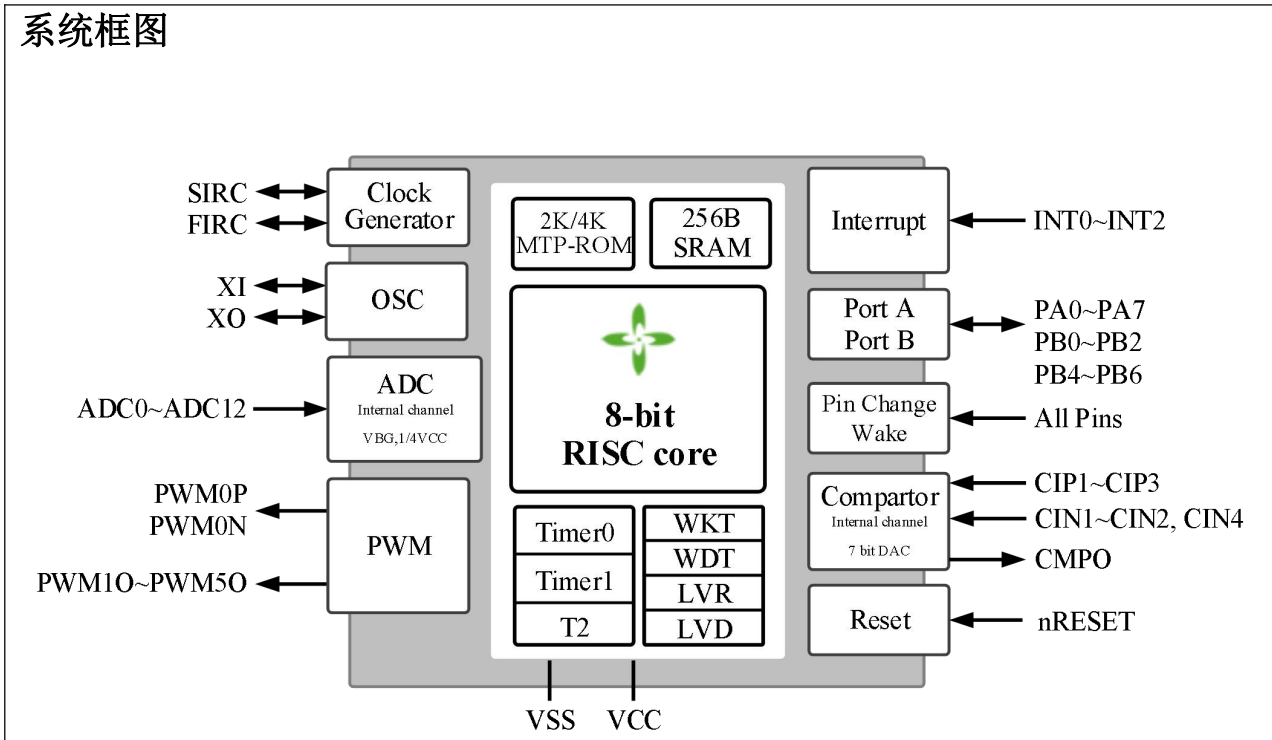 系统框图
SIRC
FIRC
Clock
Generator
XI
XO
OSC
ADC0~ADC12
ADC
Internal channel
VBG,1/4VCC
PWM0P
PWM0N
PWM1O~PWM5O
PWM
2K/4K
MTP-ROM
256B
SRAM
8-bit
RISC core
Timer0
Timer1
T2
WKT
WDT
LVR
LVD
VSS
VCC
Interrupt
INT0~INT2
Port A
Port B
PA0~PA7
PB0~PB2
PB4~PB6
Pin Change
Wake
All Pins
Compartor
Internal channel
7 bit DAC
CIP1~CIP3
CIN1~CIN2, CIN4
CMPO
Reset
nRESET